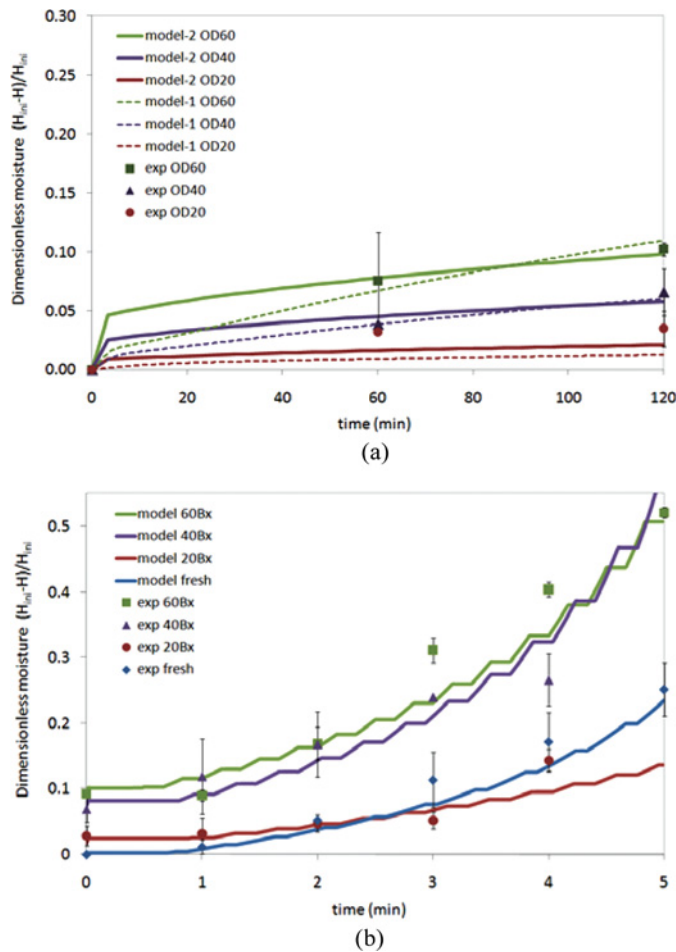 0.30
0.25
0.20
0.15
0.10
0.05
0.00
Dimensionless moisture (Hini-H)/Hini
model-2 OD60
model-2 OD40
model-2 OD20
model-1 OD60
model-1 OD40
model-1 OD20
exp OD60
exp OD40
exp OD20
0 20 40 60 80 100 120
time (min)
(a)
0.5
0.4
0.3
0.2
0.1
0
Dimensionless moisture (Hini-H)/Hini
model 60Bx
model 40Bx
model 20Bx
model fresh
exp 60Bx
exp 40Bx
exp 20Bx
exp fresh
0 1 2 3 4 5
time (min)
(b)